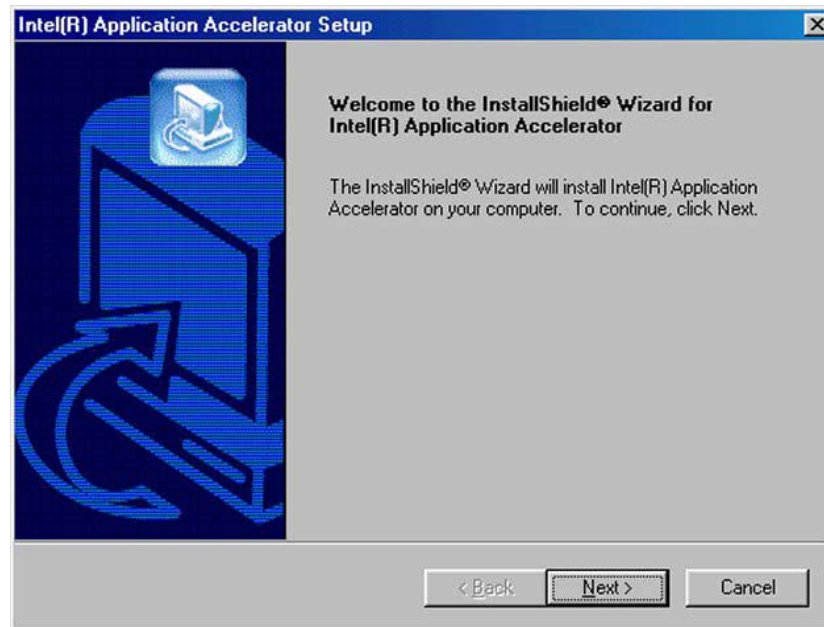 Intel(R) Application Accelerator Setup
Welcome to the InstallShield® Wizard for
Intel(R) Application Accelerator
The InstallShield® Wizard will install Intel(R) Application
Accelerator on your computer. To continue, click Next.
< Back
Next >
Cancel